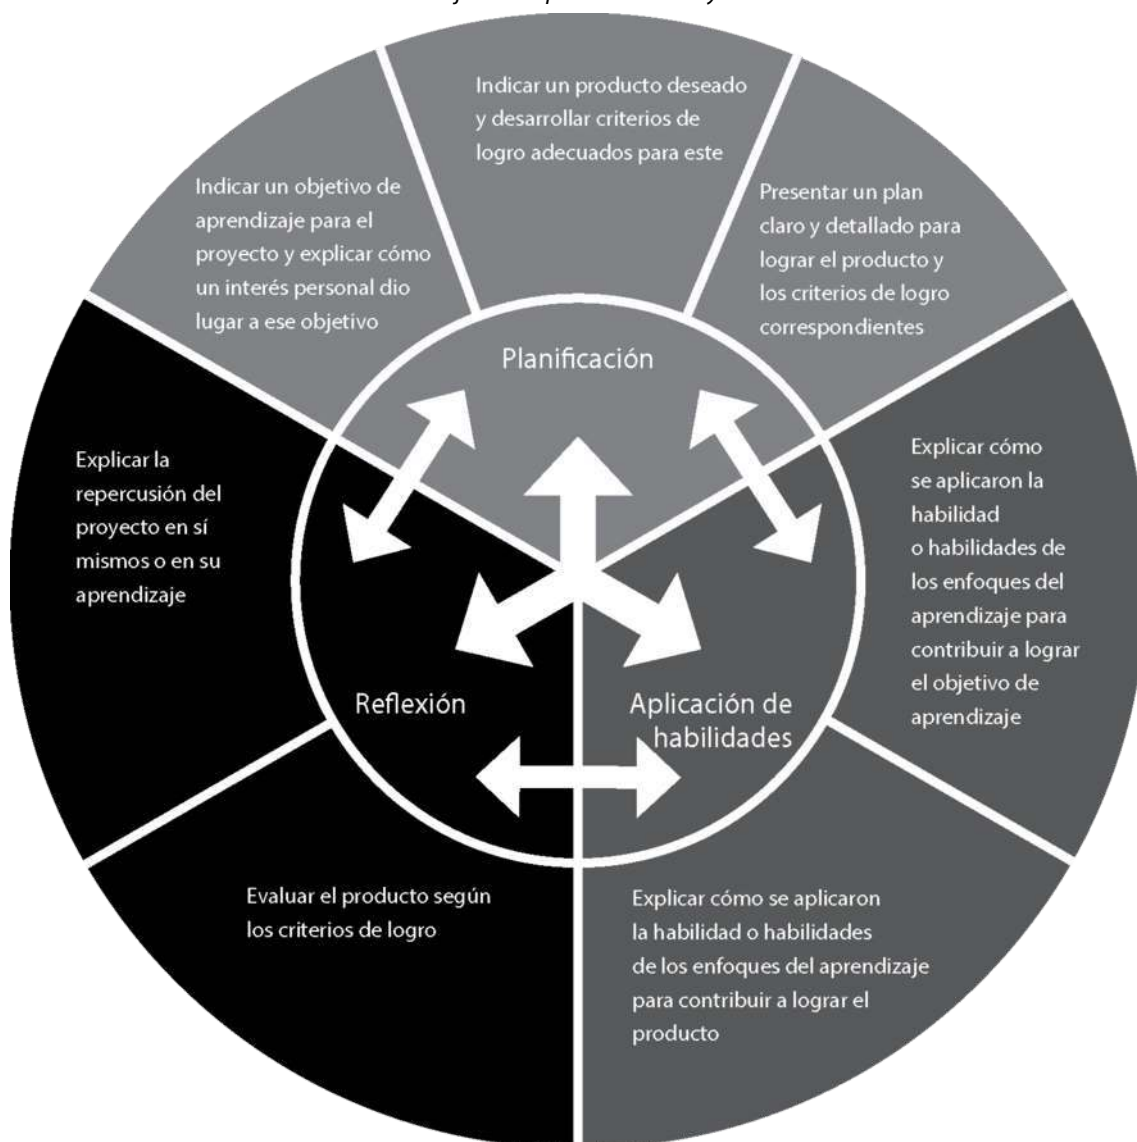 Indicar un producto deseado
y desarrollar criterios de
logro adecuados para este
Indicar un objetivo de
aprendizaje para el
proyecto y explicar cómo
un interés personal dio
lugar a ese objetivo
Presentar un plan
claro y detallado para
lograr el producto y
los criterios de logro
correspondientes
Planificación
Explicar la
repercusión del
proyecto en sí
mismos o en su
aprendizaje
Explicar cómo
se aplicaron la
habilidad
o habilidades de
los enfoques del
aprendizaje para
contribuir a lograr
el objetivo de
aprendizaje
Reflexión
Aplicación de
habilidades
Evaluar el producto según
los criterios de logro
Explicar cómo se aplicaron
la habilidad o habilidades
de los enfoques del aprendizaje
para contribuir a lograr el
producto